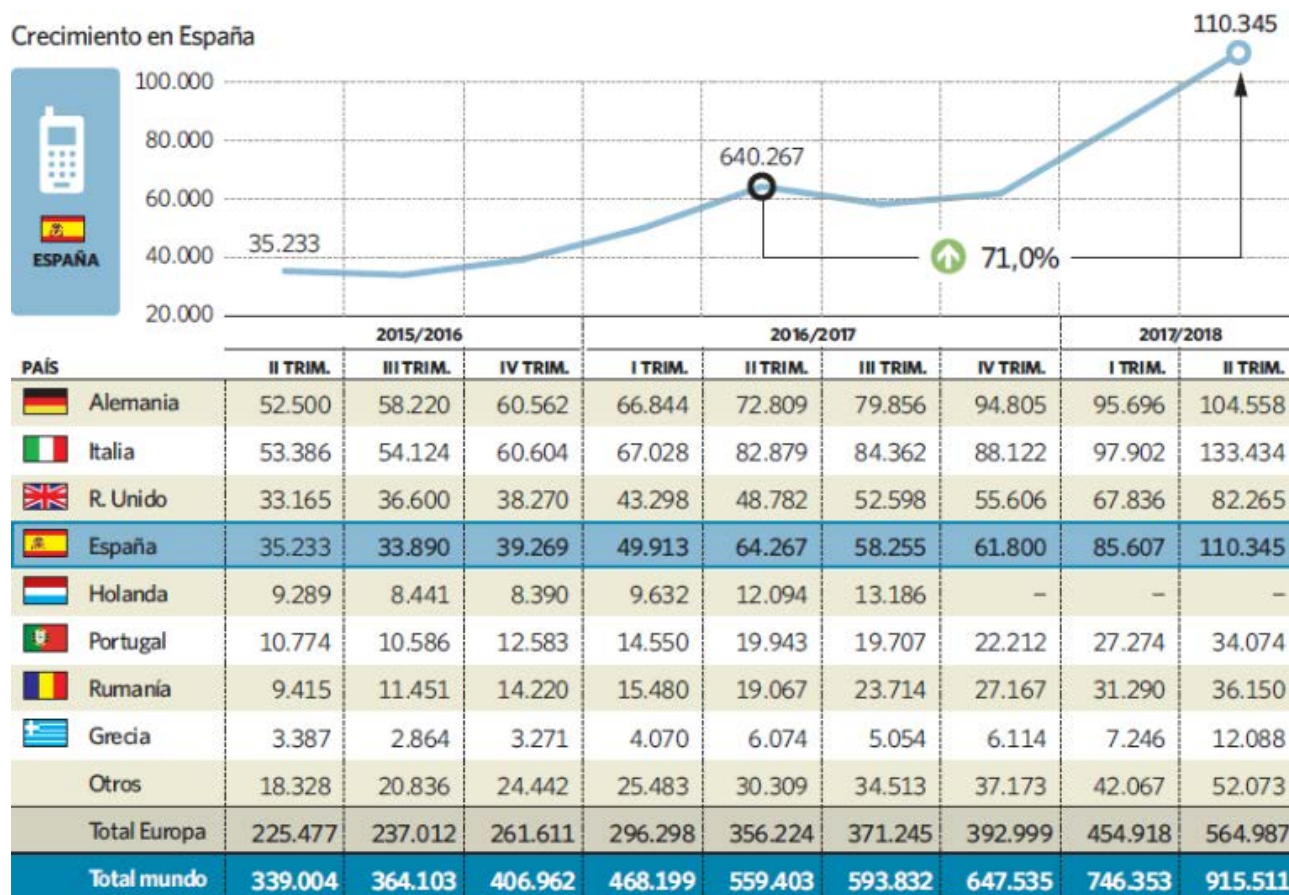 Crecimiento en España
110.345
100.000
80.000
640.267
60.000
35.233
ESPAÑA
40.000
71,0%
20.000
2015/2016 2016/2017 2017/2018
PAÍS II TRIM. III TRIM. IV TRIM. I TRIM. II TRIM. III TRIM. IV TRIM. I TRIM. II TRIM.
Alemania 52.500 58.220 60.562 66.844 72.809 79.856 94.805 95.696 104.558
Italia 53.386 54.124 60.604 67.028 82.879 84.362 88.122 97.902 133.434
R. Unido 33.165 36.600 38.270 43.298 48.782 52.598 55.606 67.836 82.265
España 35.233 33.890 39.269 49.913 64.267 58.255 61.800 85.607 110.345
Holanda 9.289 8.441 8.390 9.632 12.094 13.186 – – –
Portugal 10.774 10.586 12.583 14.550 19.943 19.707 22.212 27.274 34.074
Rumanía 9.415 11.451 14.220 15.480 19.067 23.714 27.167 31.290 36.150
Grecia 3.387 2.864 3.271 4.070 6.074 5.054 6.114 7.246 12.088
Otros 18.328 20.836 24.442 25.483 30.309 34.513 37.173 42.067 52.073
Total Europa 225.477 237.012 261.611 296.298 356.224 371.245 392.999 454.918 564.987
Total mundo 339.004 364.103 406.962 468.199 559.403 593.832 647.535 746.353 915.511